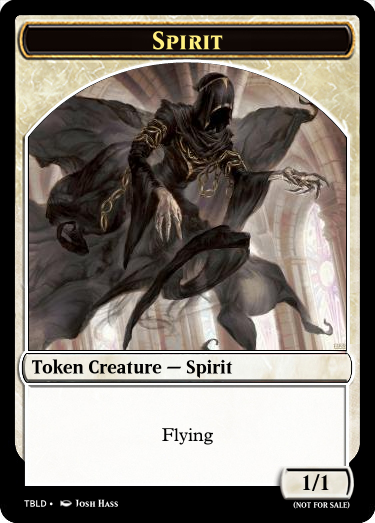 Spirit
Token Creature — Spirit
Flying
1/1
TBLD • Josh Hass
(NOT FOR SALE)